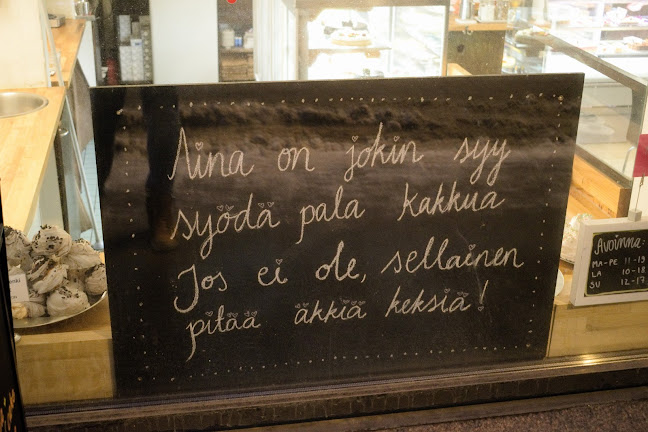 Aina on jokin syy
syödä pala kakkua
Jos ei ole, sellainen
pitää äkkiä keksiä!
Avoinna:
MA-PE 11-19
LA 10-18
SU 12-17